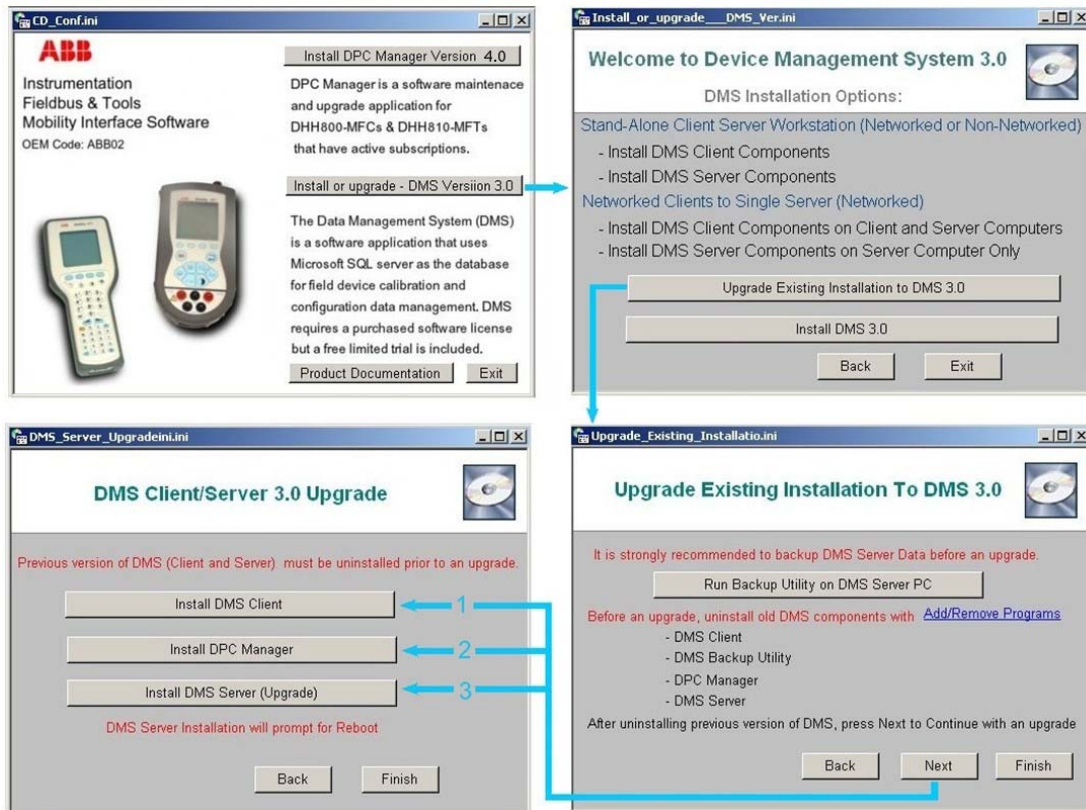 CD_Conf.ini
ABB
Instrumentation
Fieldbus & Tools
Mobility Interface Software
OEM Code: ABB02
Install DPC Manager Version 4.0
DPC Manager is a software maintenace
and upgrade application for
DHH800-MFCs & DHH810-MFTs
that have active subscriptions.
Install or upgrade - DMS Versiion 3.0
The Data Management System (DMS)
is a software application that uses
Microsoft SQL server as the database
for field device calibration and
configuration data management. DMS
requires a purchased software license
but a free limited trial is included.
Product Documentation
Exit
Install_or_upgrade___DMS_Ver.ini
Welcome to Device Management System 3.0
DMS Installation Options:
Stand-Alone Client Server Workstation (Networked or Non-Networked)
- Install DMS Client Components
- Install DMS Server Components
Networked Clients to Single Server (Networked)
- Install DMS Client Components on Client and Server Computers
- Install DMS Server Components on Server Computer Only
Upgrade Existing Installation to DMS 3.0
Install DMS 3.0
Back
Exit
DMS_Server_Upgradeini.ini
DMS Client/Server 3.0 Upgrade
Previous version of DMS (Client and Server) must be uninstalled prior to an upgrade.
Install DMS Client
1
Install DPC Manager
2
Install DMS Server (Upgrade)
3
DMS Server Installation will prompt for Reboot
Back
Finish
Upgrade_Existing_Installatio.ini
Upgrade Existing Installation To DMS 3.0
It is strongly recommended to backup DMS Server Data before an upgrade.
Run Backup Utility on DMS Server PC
Before an upgrade, uninstall old DMS components with Add/Remove Programs
- DMS Client
- DMS Backup Utility
- DPC Manager
- DMS Server
After uninstalling previous version of DMS, press Next to Continue with an upgrade
Back
Next
Finish